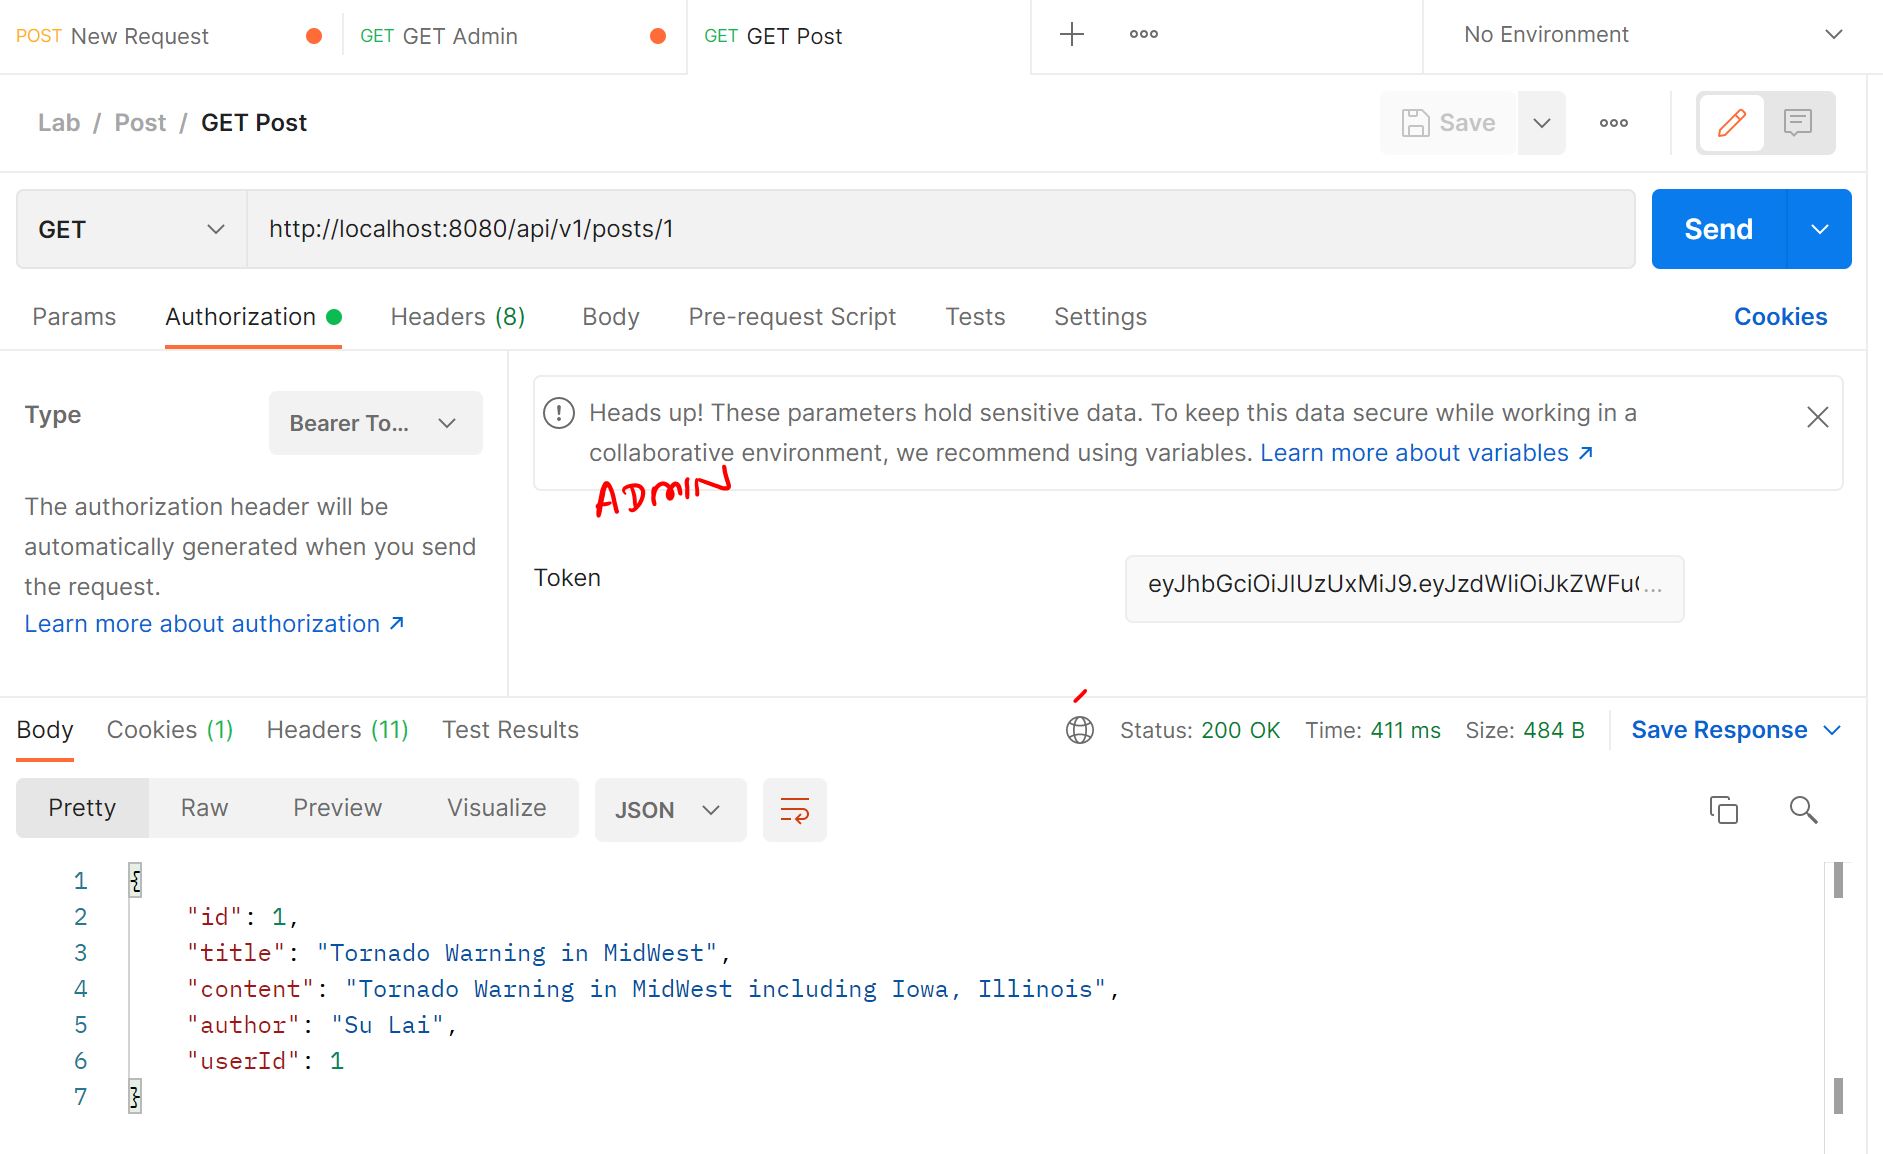 POST New Request GET GET Admin GET GET Post No Environment
Lab / Post / GET Post Save
GET http://localhost:8080/api/v1/posts/1 Send
Params Authorization Headers (8) Body Pre-request Script Tests Settings Cookies
Type Bearer To...
The authorization header will be
automatically generated when you send
the request.
Learn more about authorization ↗
Heads up! These parameters hold sensitive data. To keep this data secure while working in a
collaborative environment, we recommend using variables. Learn more about variables ↗
ADMIN
Token eyJhbGciOiJIUzUxMiJ9.eyJzdWIiOiJkZWFu...
Body Cookies (1) Headers (11) Test Results Status: 200 OK Time: 411 ms Size: 484 B Save Response
Pretty Raw Preview Visualize JSON
1 {
2 "id": 1,
3 "title": "Tornado Warning in MidWest",
4 "content": "Tornado Warning in MidWest including Iowa, Illinois",
5 "author": "Su Lai",
6 "userId": 1
7 }